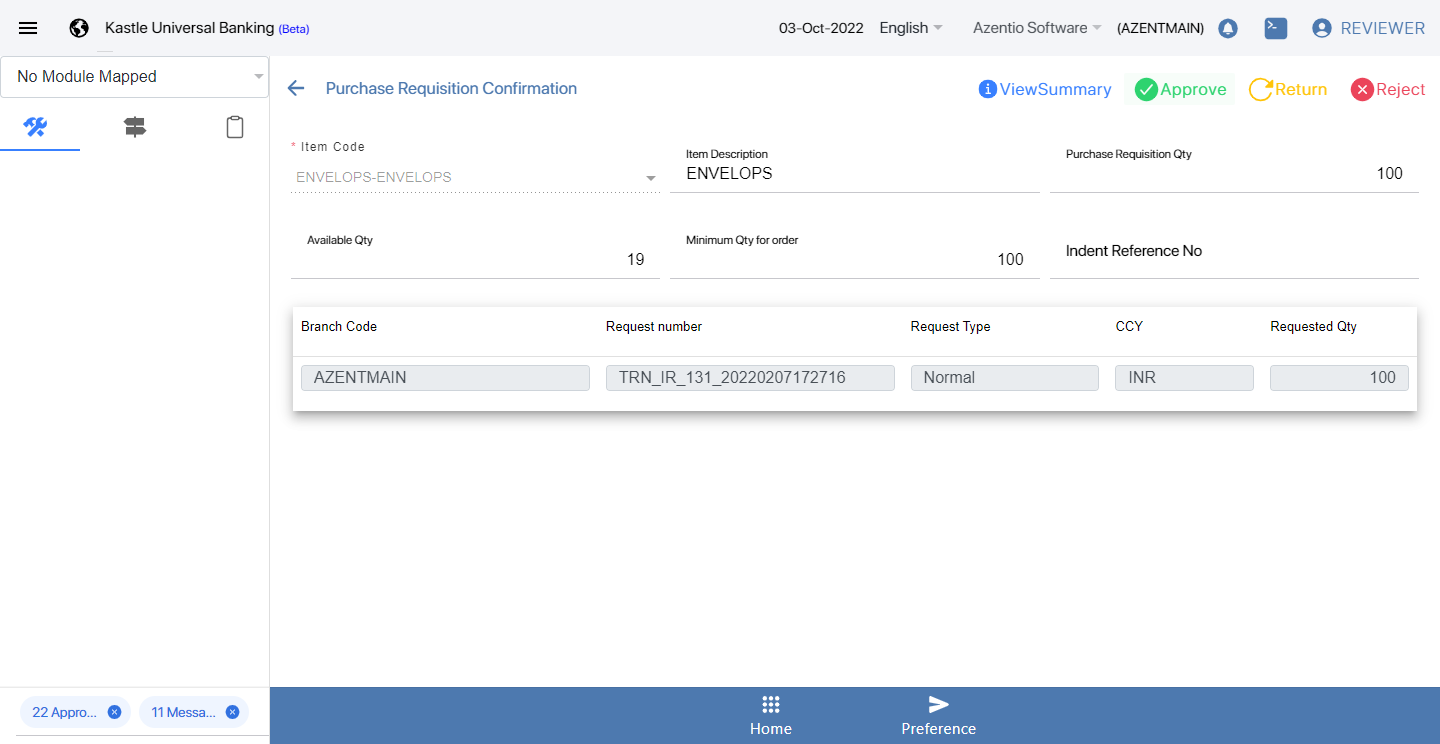 Kastle Universal Banking (Beta) 03-Oct-2022 English Azentio Software (AZENTMAIN) REVIEWER
No Module Mapped
Purchase Requisition Confirmation ViewSummary Approve Return Reject
* Item Code Item Description Purchase Requisition Qty
ENVELOPS-ENVELOPS ENVELOPS 100
Available Qty Minimum Qty for order Indent Reference No
19 100
Branch Code Request number Request Type CCY Requested Qty
AZENTMAIN TRN_IR_131_20220207172716 Normal INR 100
22 Appro... 11 Messa...
Home Preference